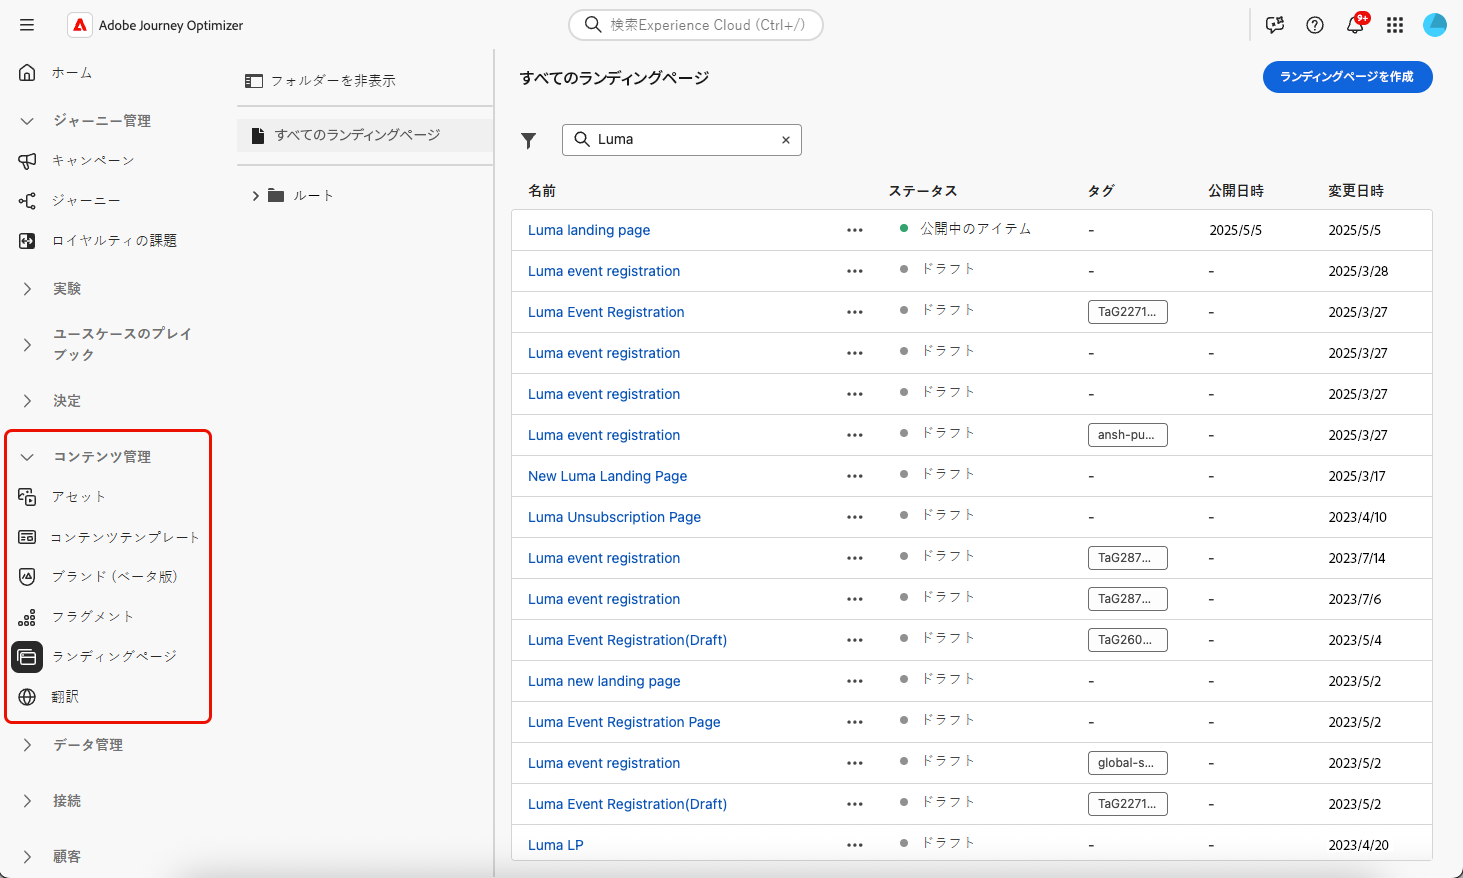 Adobe Journey Optimizer
検索Experience Cloud (Ctrl+/)
9+
ホーム
ジャーニー管理
キャンペーン
ジャーニー
ロイヤルティの課題
実験
ユースケースのプレイ
ブック
決定
コンテンツ管理
アセット
コンテンツテンプレート
ブランド (ベータ版)
フラグメント
ランディングページ
翻訳
データ管理
接続
顧客
フォルダーを非表示
すべてのランディングページ
ルート
すべてのランディングページ
ランディングページを作成
Luma
名前 ステータス タグ 公開日時 変更日時
Luma landing page 公開中のアイテム - 2025/5/5 2025/5/5
Luma event registration ドラフト - - 2025/3/28
Luma Event Registration ドラフト TaG2271... - 2025/3/27
Luma event registration ドラフト - - 2025/3/27
Luma event registration ドラフト - - 2025/3/27
Luma event registration ドラフト ansh-pu... - 2025/3/27
New Luma Landing Page ドラフト - - 2025/3/17
Luma Unsubscription Page ドラフト - - 2023/4/10
Luma event registration ドラフト TaG287... - 2023/7/14
Luma event registration ドラフト TaG287... - 2023/7/6
Luma Event Registration(Draft) ドラフト TaG260... - 2023/5/4
Luma new landing page ドラフト - - 2023/5/2
Luma Event Registration Page ドラフト - - 2023/5/2
Luma event registration ドラフト global-s... - 2023/5/2
Luma Event Registration(Draft) ドラフト TaG2271... - 2023/5/2
Luma LP ドラフト - - 2023/4/20